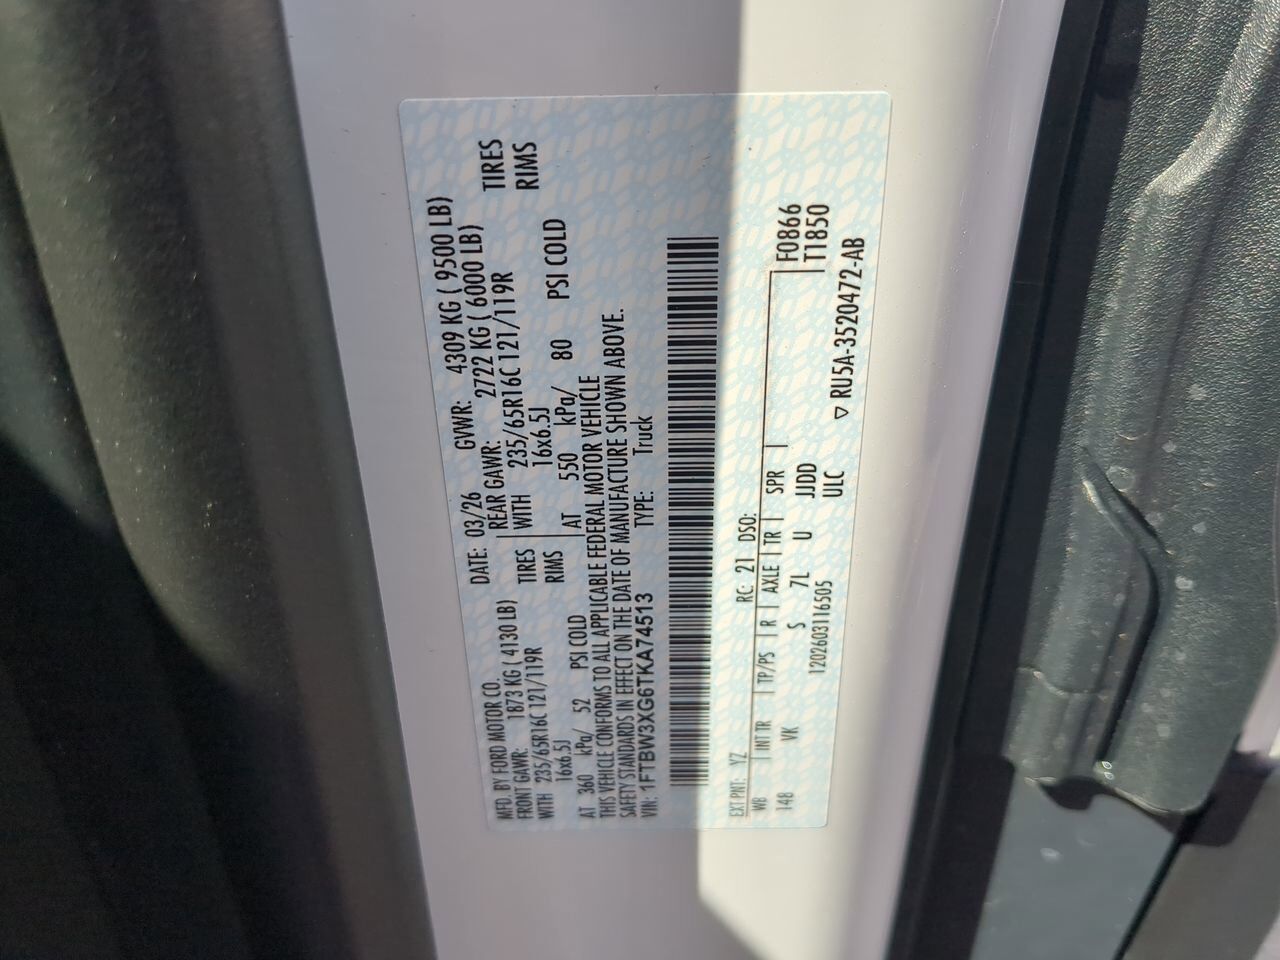 MFD. BY FORD MOTOR CO. DATE: 03/26 GVWR: 4309 KG ( 9500 LB)
FRONT GAWR: 1873 KG ( 4130 LB) REAR GAWR: 2722 KG ( 6000 LB)
WITH 235/65R16C 121/119R TIRES WITH 235/65R16C 121/119R TIRES
16x6.5J RIMS 16x6.5J RIMS
AT 360 kPa/ 52 PSI COLD AT 550 kPa/ 80 PSI COLD
THIS VEHICLE CONFORMS TO ALL APPLICABLE FEDERAL MOTOR VEHICLE
SAFETY STANDARDS IN EFFECT ON THE DATE OF MANUFACTURE SHOWN ABOVE.
VIN: 1FTBW3XG6TKA74513 TYPE: Truck
EXT PNT: YZ RC: 21 DSO:
WB INT TR TP/PS R AXLE TR SPR F0866
148 VK S 7L U JJDD T1850
1202603116505 ULC ▽ RU5A-3520472-AB